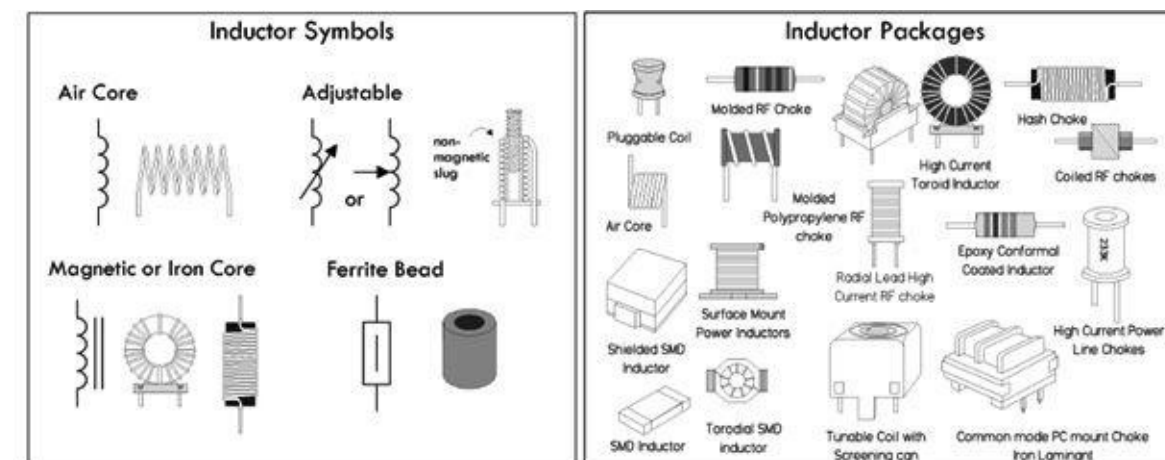 Inductor Symbols
Air Core
Adjustable
non-
magnetic
slug
or
Magnetic or Iron Core
Ferrite Bead
Inductor Packages
Pluggable Coil
Molded RF Choke
High Current
Toroid Inductor
Hash Choke
Coiled RF chokes
Air Core
Molded
Polypropylene RF
choke
Radial Lead High
Current RF choke
Epoxy Conformal
Coated Inductor
233K
High Current Power
Line Chokes
Shielded SMD
Inductor
Surface Mount
Power Inductors
SMD Inductor
Torodial SMD
inductor
Tunable Coil with
Screening can
Common mode PC mount Choke
Iron Laminant